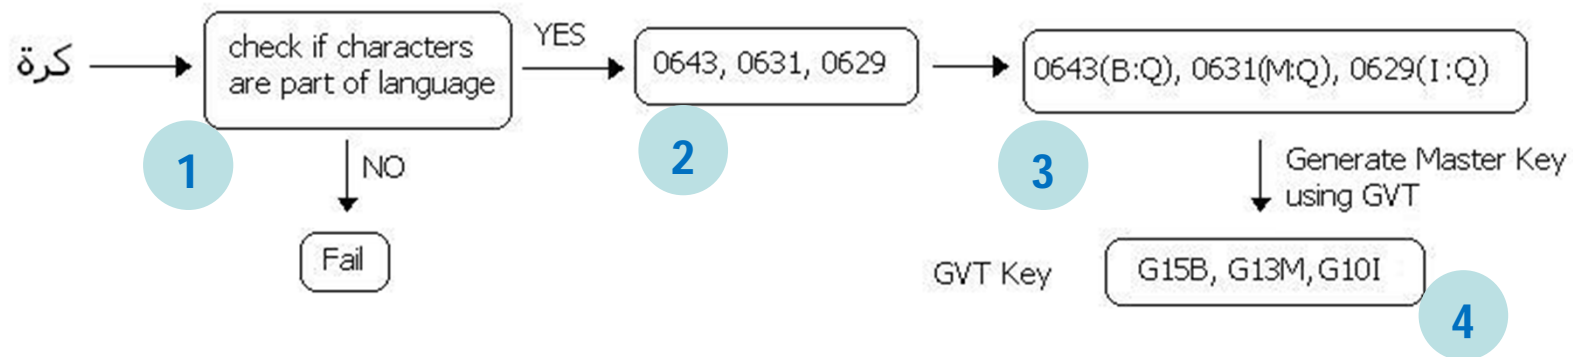 كرة
check if characters
are part of language
YES
0643, 0631, 0629
0643(B:Q), 0631(M:Q), 0629(I:Q)
1
NO
Fail
2
3
Generate Master Key
using GVT
GVT Key
G15B, G13M,G10I
4